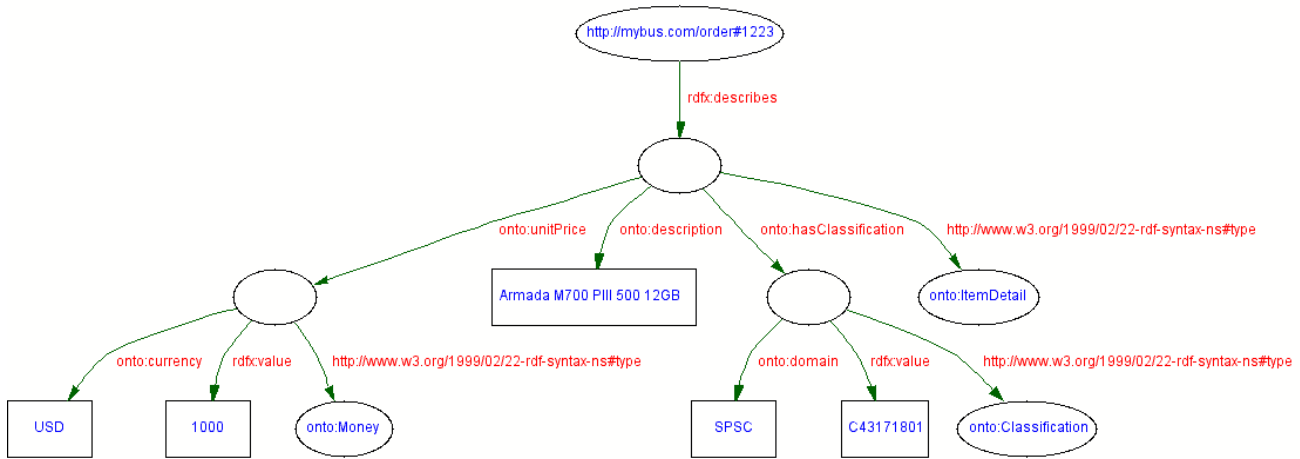 http://mybus.com/order#1223
rdfx:describes
onto:unitPrice
onto:description
onto:hasClassification
http://www.w3.org/1999/02/22-rdf-syntax-ns#type
Armada M700 PIII 500 12GB
onto:ItemDetail
onto:currency
rdfx:value
http://www.w3.org/1999/02/22-rdf-syntax-ns#type
onto:domain
rdfx:value
http://www.w3.org/1999/02/22-rdf-syntax-ns#type
USD
1000
onto:Money
SPSC
C43171801
onto:Classification